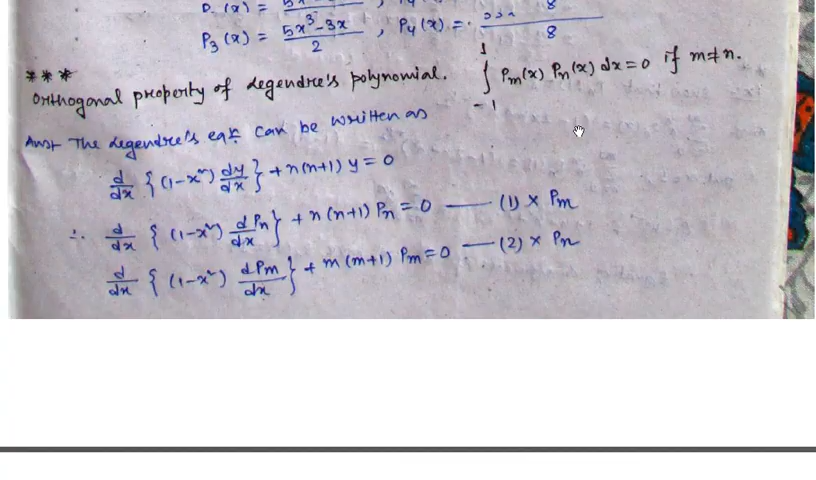 P₃(x) = (5x³-3x)/2 , P₄(x) = 8
***
Orthogonal property of Legendre's polynomial. ∫₋₁¹ Pm(x) Pn(x) dx = 0 if m≠n.
Ans+ The Legendre's eqn. can be written as
d/dx {(1-x²) dy/dx} + n(n+1) y = 0
∴ d/dx {(1-x²) dPn/dx} + n(n+1) Pn = 0 — (1) × Pm
d/dx {(1-x²) dPm/dx} + m(m+1) Pm = 0 — (2) × Pn